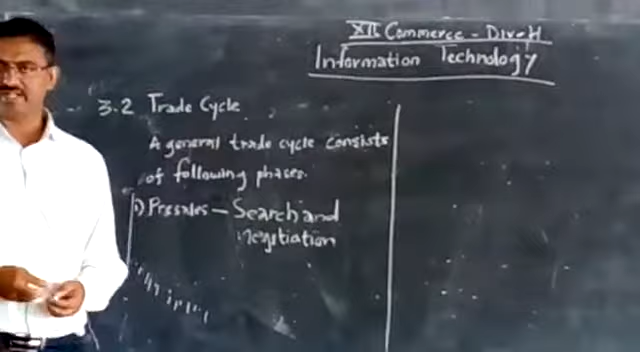 XII Commerce - Div-H
Information Technology
3.2 Trade Cycle
A general trade cycle consists
of following phases.
1) Presales - Search and
negotiation